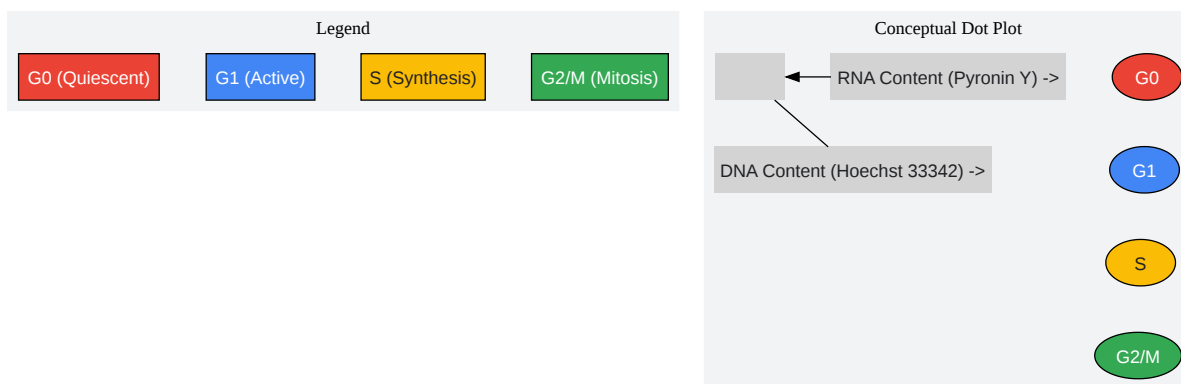 Legend
G0 (Quiescent)
G1 (Active)
S (Synthesis)
G2/M (Mitosis)
Conceptual Dot Plot
RNA Content (Pyronin Y) ->
G0
DNA Content (Hoechst 33342) ->
G1
S
G2/M